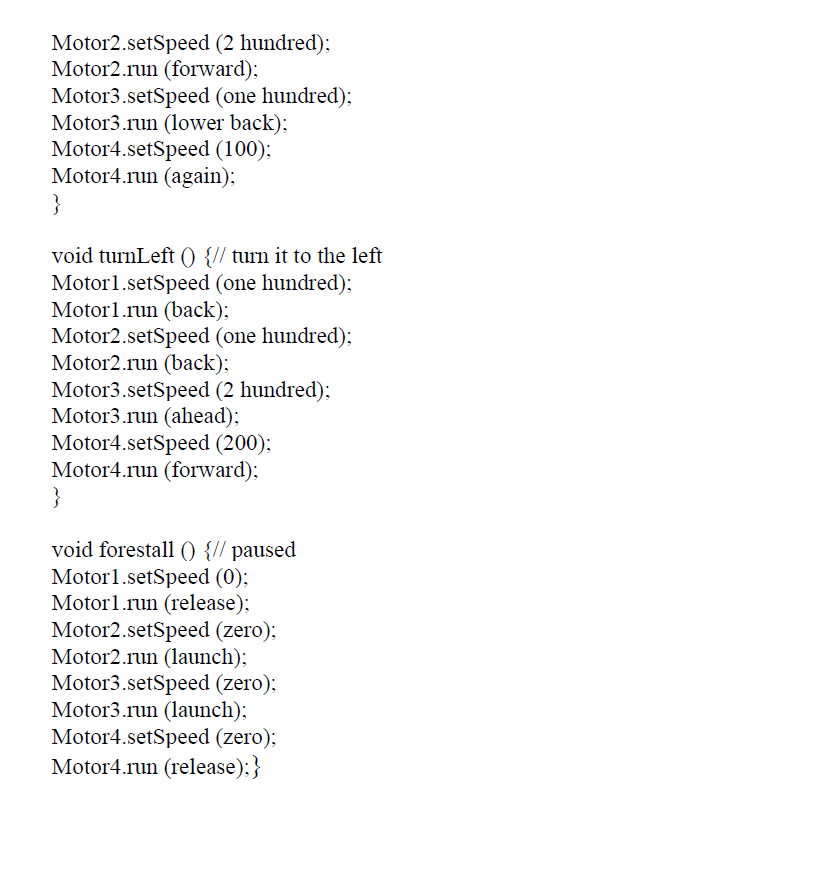 Motor2.setSpeed (2 hundred);
Motor2.run (forward);
Motor3.setSpeed (one hundred);
Motor3.run (lower back);
Motor4.setSpeed (100);
Motor4.run (again);
}
void turnLeft () {// turn it to the left
Motor1.setSpeed (one hundred);
Motor1.run (back);
Motor2.setSpeed (one hundred);
Motor2.run (back);
Motor3.setSpeed (2 hundred);
Motor3.run (ahead);
Motor4.setSpeed (200);
Motor4.run (forward);
}
void forestall () {// paused
Motor1.setSpeed (0);
Motor1.run (release);
Motor2.setSpeed (zero);
Motor2.run (launch);
Motor3.setSpeed (zero);
Motor3.run (launch);
Motor4.setSpeed (zero);
Motor4.run (release);}